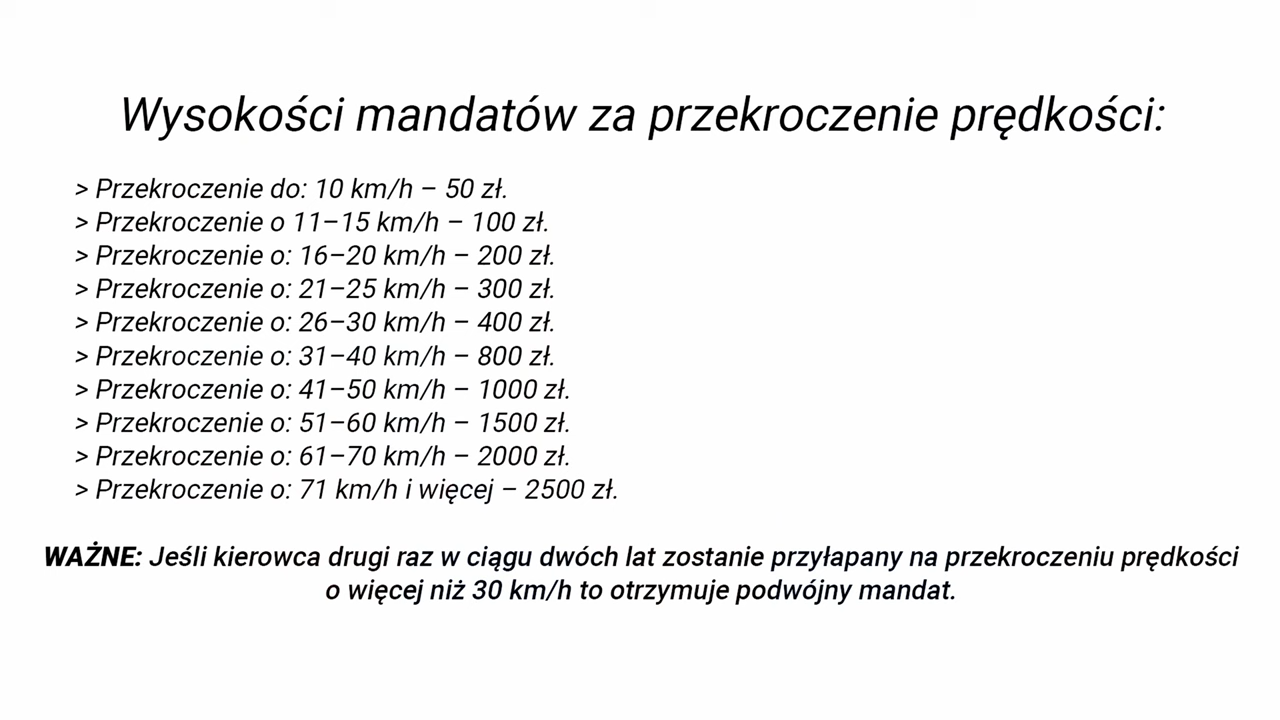 Wysokości mandatów za przekroczenie prędkości:
> Przekroczenie do: 10 km/h – 50 zł.
> Przekroczenie o 11–15 km/h – 100 zł.
> Przekroczenie o: 16–20 km/h – 200 zł.
> Przekroczenie o: 21–25 km/h – 300 zł.
> Przekroczenie o: 26–30 km/h – 400 zł.
> Przekroczenie o: 31–40 km/h – 800 zł.
> Przekroczenie o: 41–50 km/h – 1000 zł.
> Przekroczenie o: 51–60 km/h – 1500 zł.
> Przekroczenie o: 61–70 km/h – 2000 zł.
> Przekroczenie o: 71 km/h i więcej – 2500 zł.
WAŻNE: Jeśli kierowca drugi raz w ciągu dwóch lat zostanie przyłapany na przekroczeniu prędkości
o więcej niż 30 km/h to otrzymuje podwójny mandat.